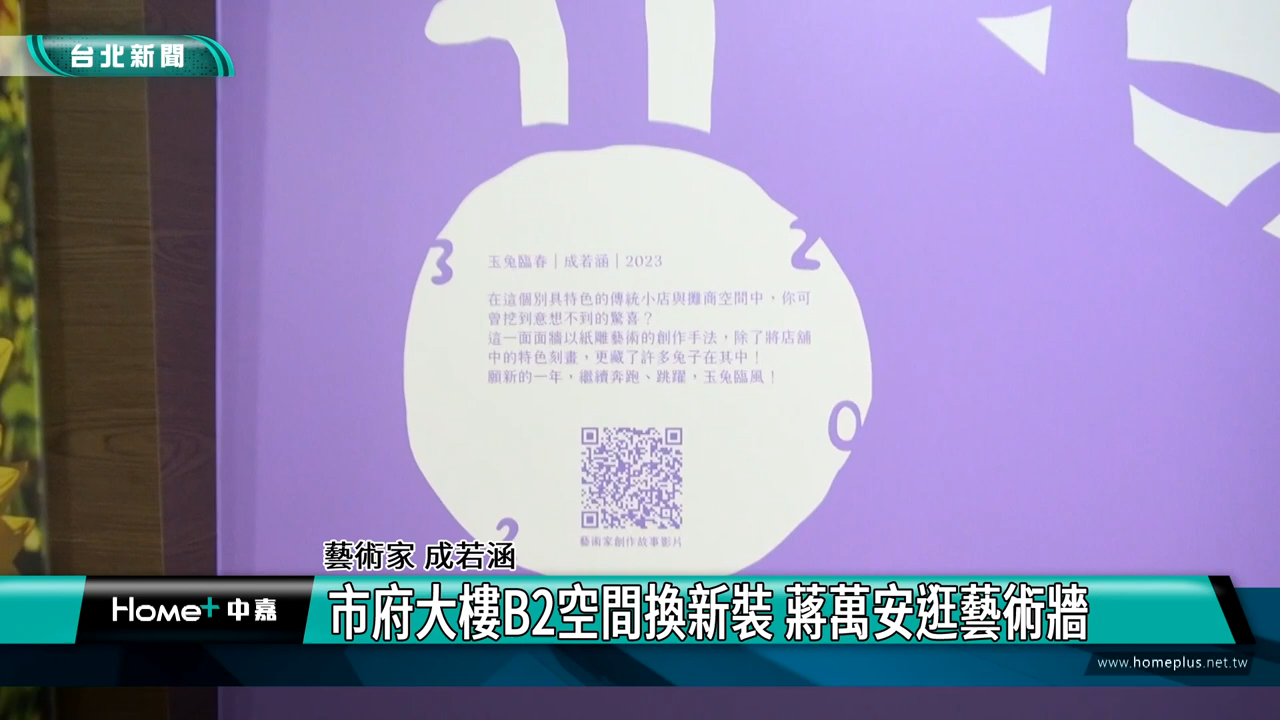 台北新聞
3
2
玉兔臨春｜成若涵｜2023
在這個別具特色的傳統小店與攤商空間中，你可
曾挖到意想不到的驚喜？
這一面面牆以紙雕藝術的創作手法，除了將店舖
中的特色刻畫，更藏了許多兔子在其中！
願新的一年，繼續奔跑、跳躍，玉兔臨風！
0
2
藝術家創作故事影片
藝術家 成若涵
Home+中嘉
市府大樓B2空間換新裝 蔣萬安逛藝術牆
www.homeplus.net.tw